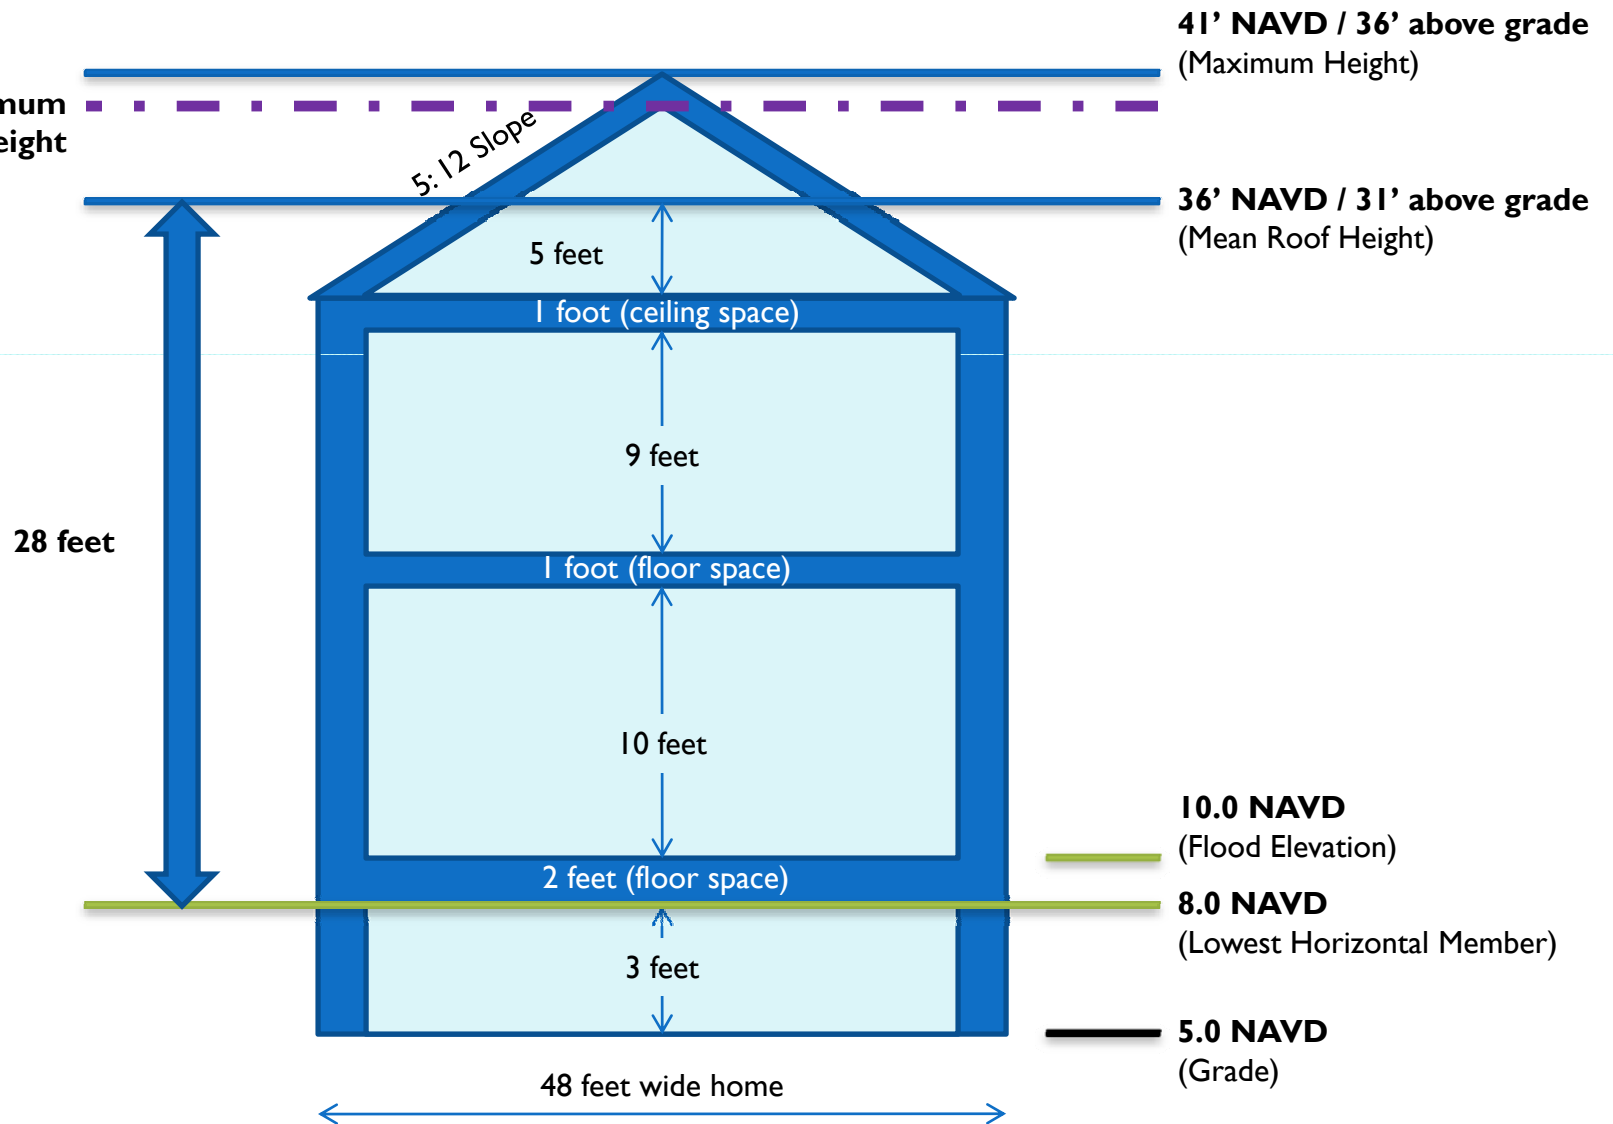 41’ NAVD / 36’ above grade
(Maximum Height)
5: 12 Slope
36’ NAVD / 31’ above grade
(Mean Roof Height)
5 feet
1 foot (ceiling space)
9 feet
28 feet
1 foot (floor space)
10 feet
10.0 NAVD
(Flood Elevation)
2 feet (floor space)
8.0 NAVD
(Lowest Horizontal Member)
3 feet
5.0 NAVD
(Grade)
48 feet wide home